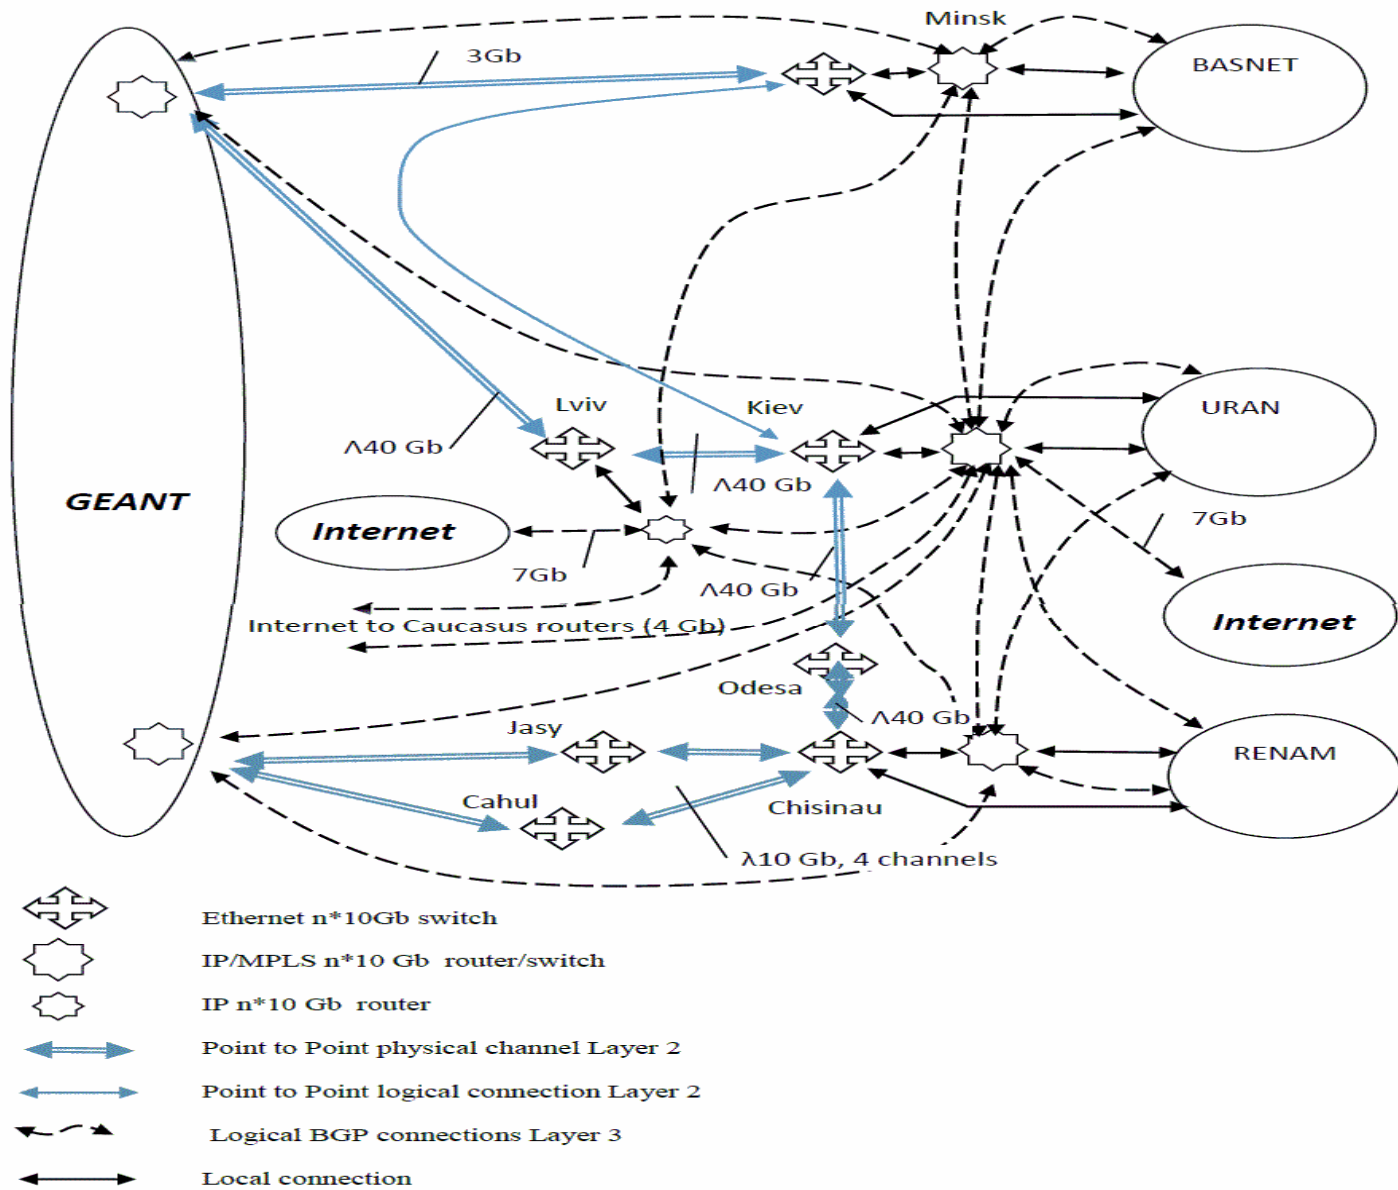 Minsk
3Gb
BASNET
Lviv
Kiev
URAN
Λ40 Gb
Λ40 Gb
GEANT
Internet
7Gb
7Gb
Λ40 Gb
Internet to Caucasus routers (4 Gb)
Internet
Odesa
Λ40 Gb
Jasy
RENAM
Cahul
Chisinau
λ10 Gb, 4 channels
Ethernet n*10Gb switch
IP/MPLS n*10 Gb router/switch
IP n*10 Gb router
Point to Point physical channel Layer 2
Point to Point logical connection Layer 2
Logical BGP connections Layer 3
Local connection